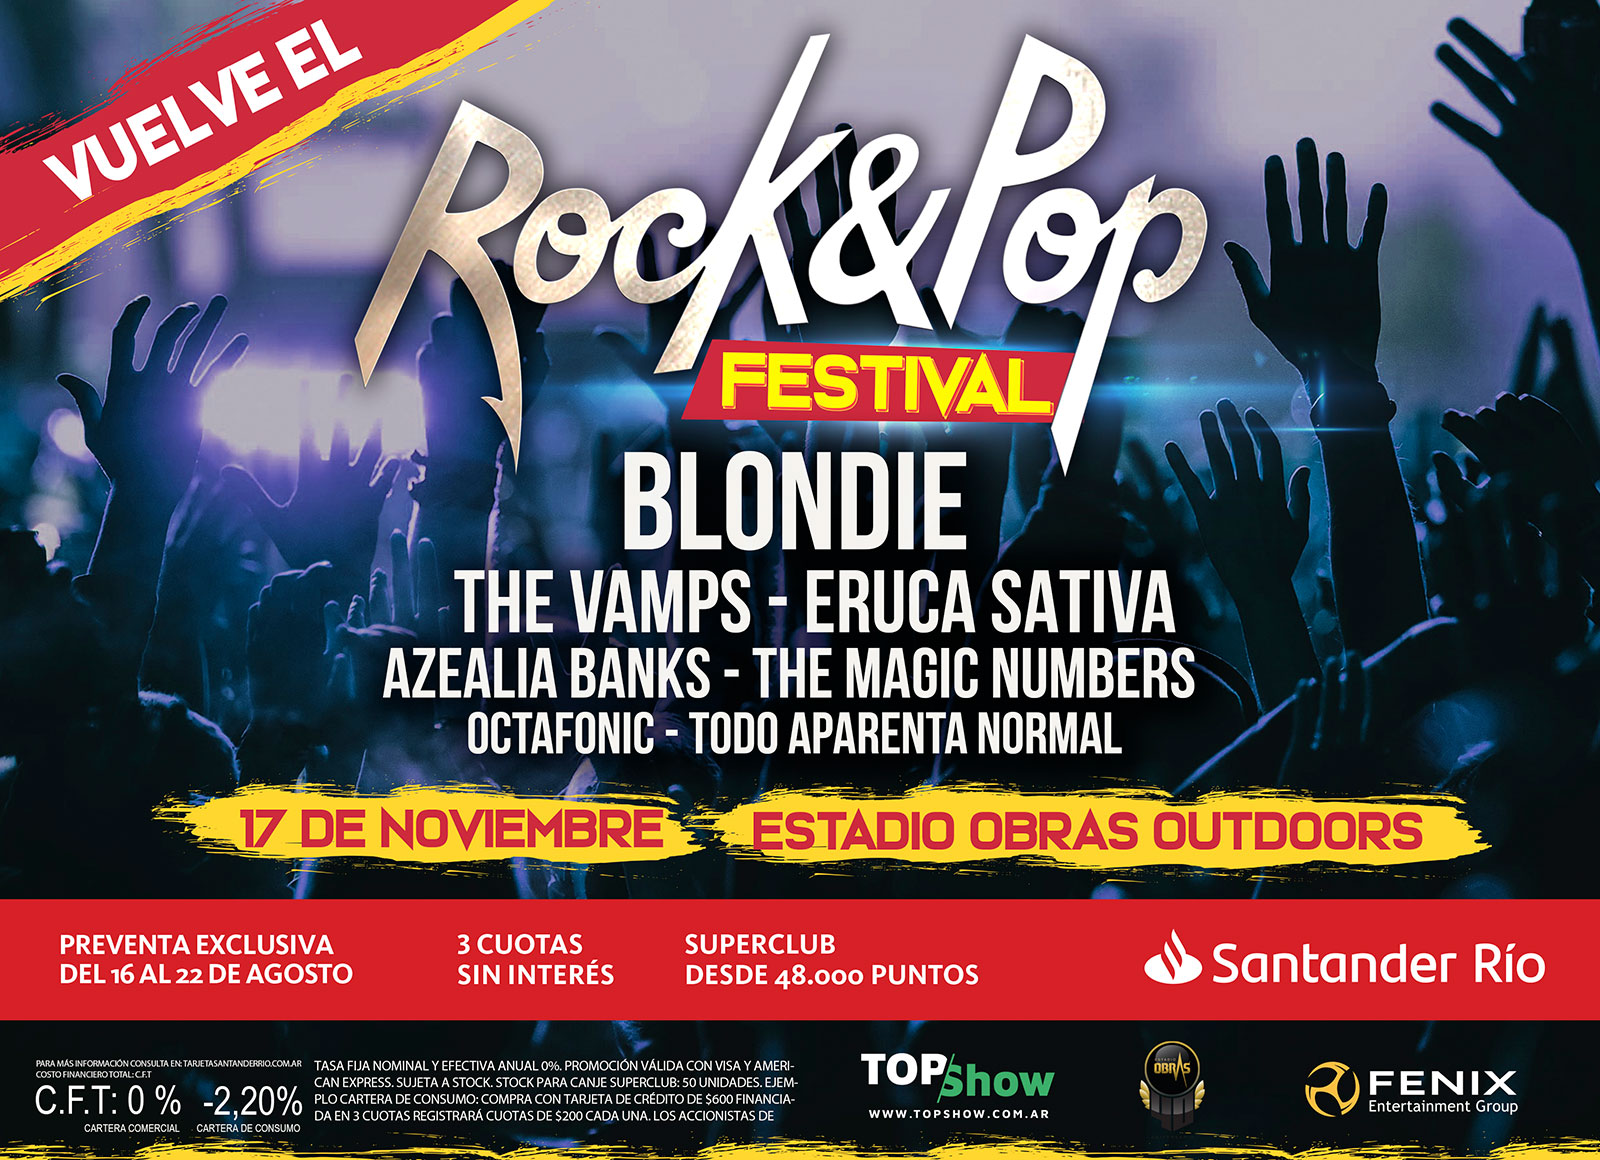 VUELVE EL
Rock&Pop
FESTIVAL
BLONDIE
THE VAMPS - ERUCA SATIVA
AZEALIA BANKS - THE MAGIC NUMBERS
OCTAFONIC - TODO APARENTA NORMAL
17 DE NOVIEMBRE
ESTADIO OBRAS OUTDOORS
PREVENTA EXCLUSIVA
DEL 16 AL 22 DE AGOSTO
3 CUOTAS
SIN INTERÉS
SUPERCLUB
DESDE 48.000 PUNTOS
Santander Río
PARA MÁS INFORMACIÓN CONSULTA EN: TARJETASANTANDERRIO.COM.AR
COSTO FINANCIERO TOTAL: C.F.T
C.F.T: 0 % -2,20%
CARTERA COMERCIAL CARTERA DE CONSUMO
TASA FIJA NOMINAL Y EFECTIVA ANUAL 0%. PROMOCIÓN VÁLIDA CON VISA Y AMERI-
CAN EXPRESS. SUJETA A STOCK. STOCK PARA CANJE SUPERCLUB: 50 UNIDADES. EJEM-
PLO CARTERA DE CONSUMO: COMPRA CON TARJETA DE CRÉDITO DE $600 FINANCIA-
DA EN 3 CUOTAS REGISTRARÁ CUOTAS DE $200 CADA UNA. LOS ACCIONISTAS DE
TOP/Show
WWW.TOPSHOW.COM.AR
ESTADIO
OBRAS
FENIX
Entertainment Group